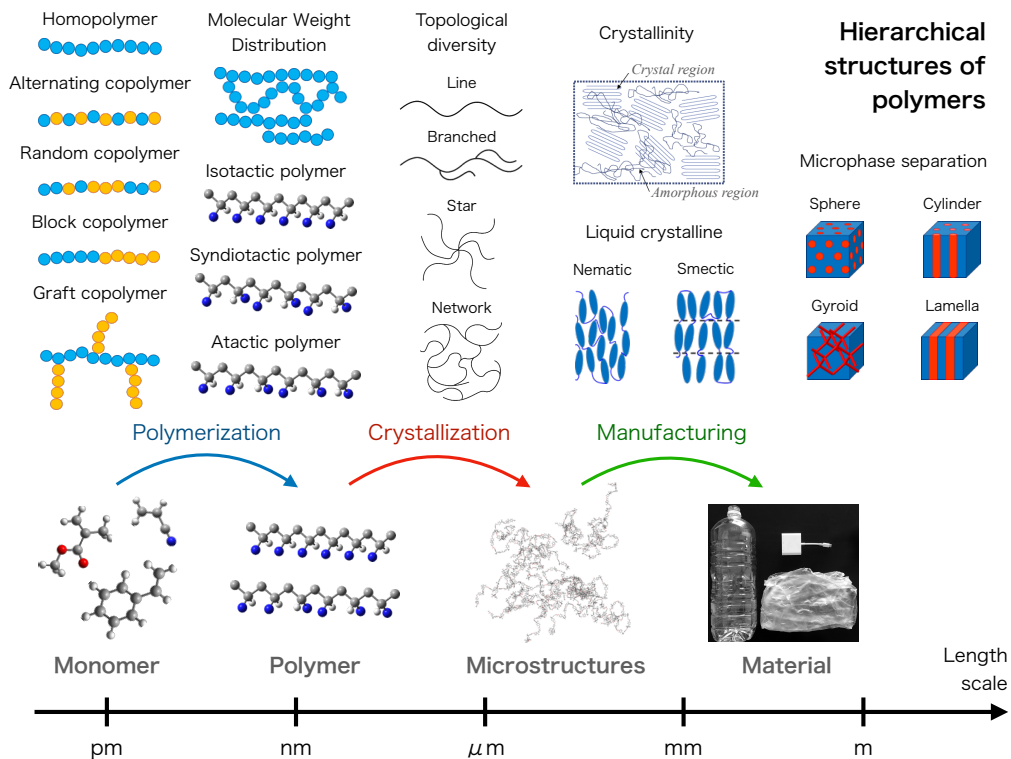 Homopolymer
Alternating copolymer
Random copolymer
Block copolymer
Graft copolymer
Molecular Weight
Distribution
Isotactic polymer
Syndiotactic polymer
Atactic polymer
Topological
diversity
Line
Branched
Star
Network
Crystallinity
Crystal region
Amorphous region
Liquid crystalline
Nematic
Smectic
Hierarchical
structures of
polymers
Microphase separation
Sphere
Cylinder
Gyroid
Lamella
Polymerization
Crystallization
Manufacturing
Monomer
Polymer
Microstructures
Material
Length
scale
pm
nm
μm
mm
m